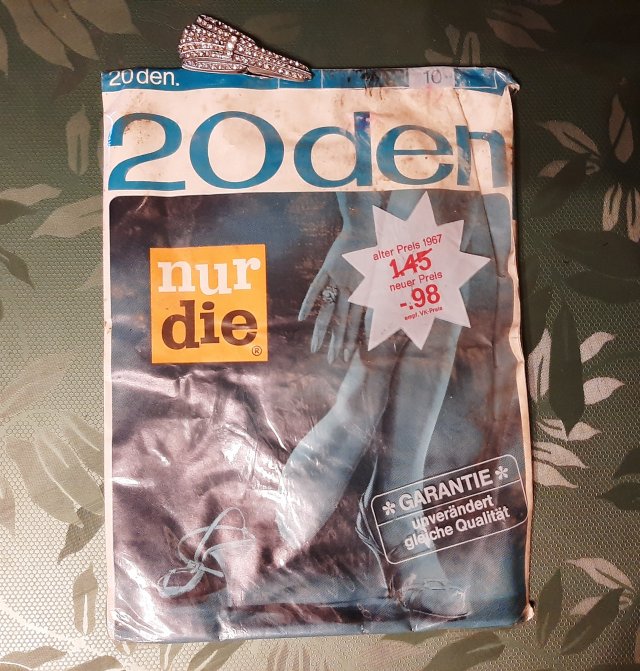 20 den.
10
20den
nur
die
®
alter Preis 1967
1.45
neuer Preis
-.98
empf. VK-Preis
* GARANTIE *
unverändert
gleiche Qualität